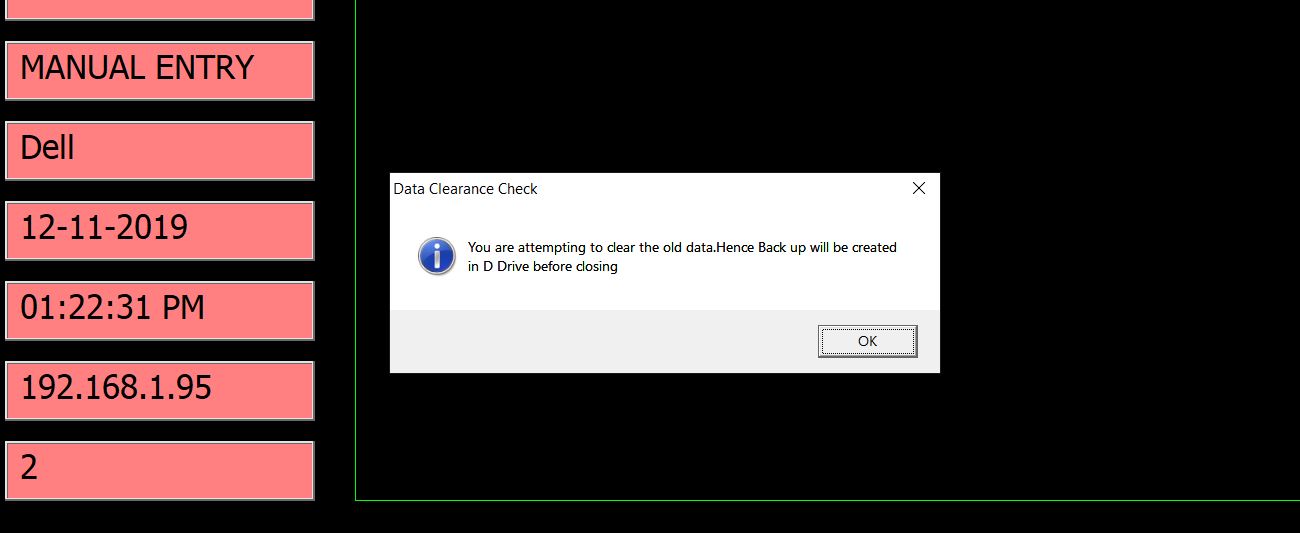 MANUAL ENTRY
Dell
12-11-2019
01:22:31 PM
192.168.1.95
2
Data Clearance Check
You are attempting to clear the old data.Hence Back up will be created
in D Drive before closing
OK